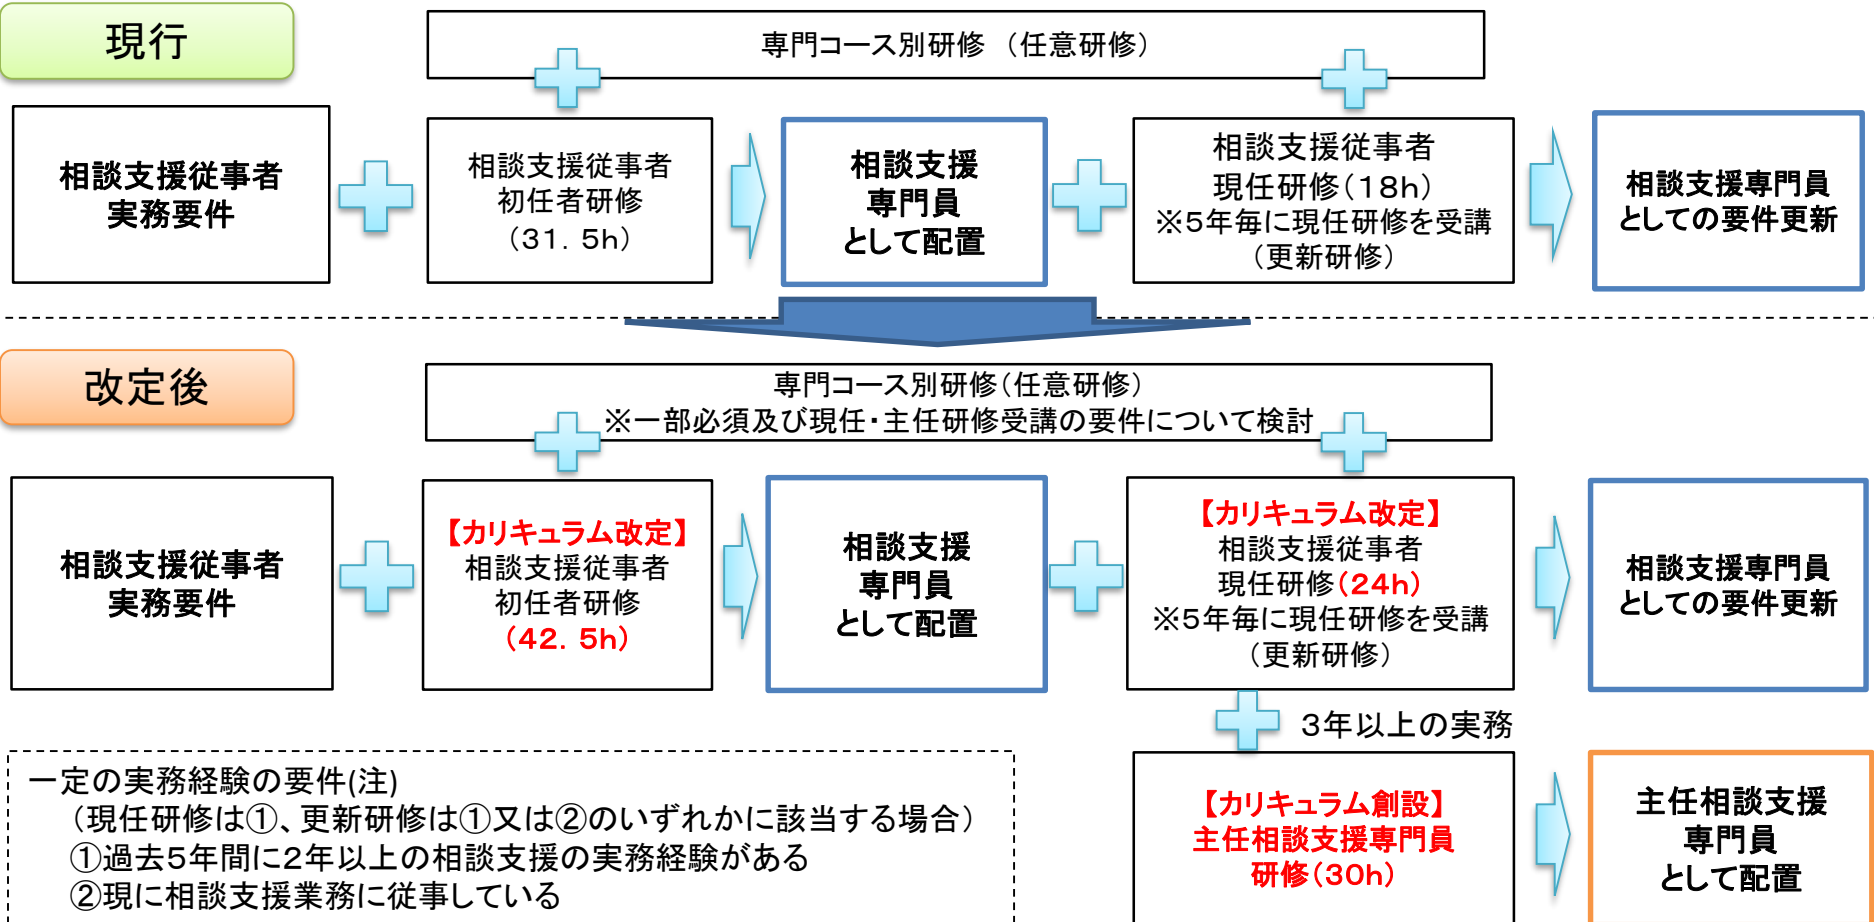 現行
専門コース別研修 （任意研修）
相談支援従事者
実務要件
相談支援従事者
初任者研修
（31．5h）
相談支援
専門員
として配置
相談支援従事者
現任研修（18h）
※5年毎に現任研修を受講
（更新研修）
相談支援専門員
としての要件更新
改定後
専門コース別研修（任意研修）
※一部必須及び現任・主任研修受講の要件について検討
相談支援従事者
実務要件
【カリキュラム改定】
相談支援従事者
初任者研修
（42．5h）
相談支援
専門員
として配置
【カリキュラム改定】
相談支援従事者
現任研修（24h）
※5年毎に現任研修を受講
（更新研修）
相談支援専門員
としての要件更新
3年以上の実務
一定の実務経験の要件(注)
（現任研修は①、更新研修は①又は②のいずれかに該当する場合）
①過去５年間に２年以上の相談支援の実務経験がある
②現に相談支援業務に従事している
【カリキュラム創設】
主任相談支援専門員
研修（30h）
主任相談支援
専門員
として配置